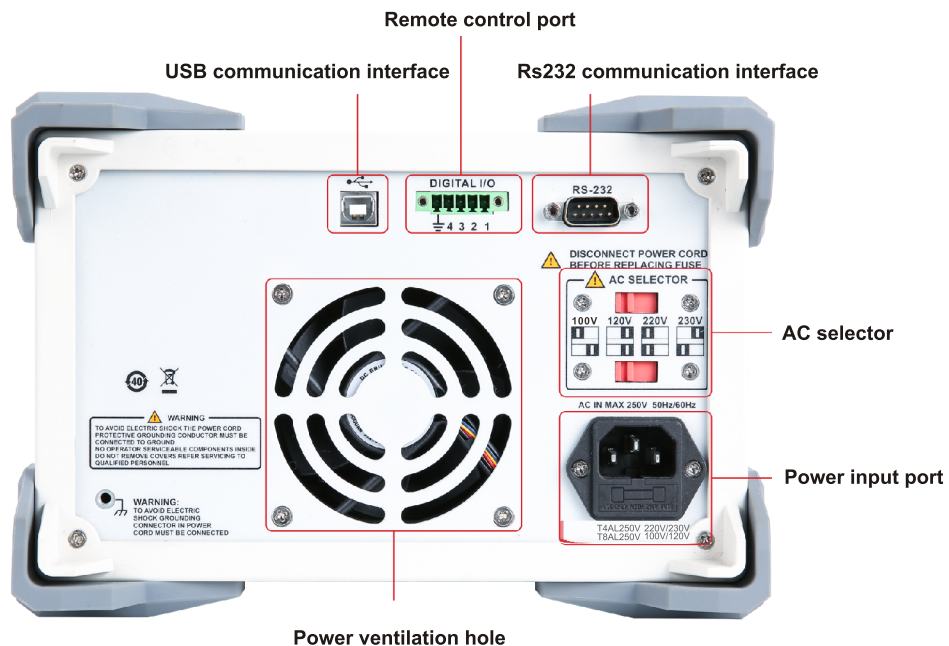 Remote control port
USB communication interface
Rs232 communication interface
DIGITAL I/O
4 3 2 1
RS-232
DISCONNECT POWER CORD
BEFORE REPLACING FUSE
AC SELECTOR
100V 120V 220V 230V
AC selector
40
WARNING
TO AVOID ELECTRIC SHOCK THE POWER CORD
PROTECTIVE GROUNDING CONDUCTOR MUST BE
CONNECTED TO GROUND
NO OPERATOR SERVICEABLE COMPONENTS INSIDE
DO NOT REMOVE COVERS REFER SERVICING TO
QUALIFIED PERSONNEL
WARNING:
TO AVOID ELECTRIC
SHOCK GROUNDING
CONNECTOR IN POWER
CORD MUST BE CONNECTED
AC IN MAX 250V 50Hz/60Hz
Power input port
T4AL250V 220V/230V
T8AL250V 100V/120V
Power ventilation hole